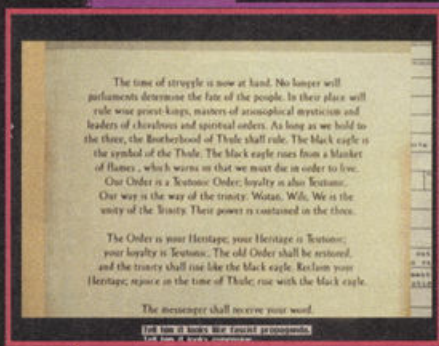 The time of struggle is now at hand. No longer will
parliaments determine the fate of the people. In their place will
rule wise priest-kings, masters of ariosophical mysticism and
leaders of chivalrous and spiritual orders. As long as we hold to
the three, the Brotherhood of Thule shall rule. The black eagle is
the symbol of the Thule. The black eagle rises from a blanket
of flames, which warns us that we must die in order to live.
Our Order is a Teutonic Order; loyalty is also Teutonic.
Our way is the way of the trinity: Wotan, Wili, We is the
unity of the Trinity. Their power is contained in the three.
The Order is your Heritage; your Heritage is Teutonic;
your loyalty is Teutonic. The old Order shall be restored,
and the trinity shall rise like the black eagle. Reclaim your
Heritage; rejoice in the time of Thule; rise with the black eagle.
The messenger shall receive your word.
Tell him it looks like fascist propaganda.
Tell him it looks